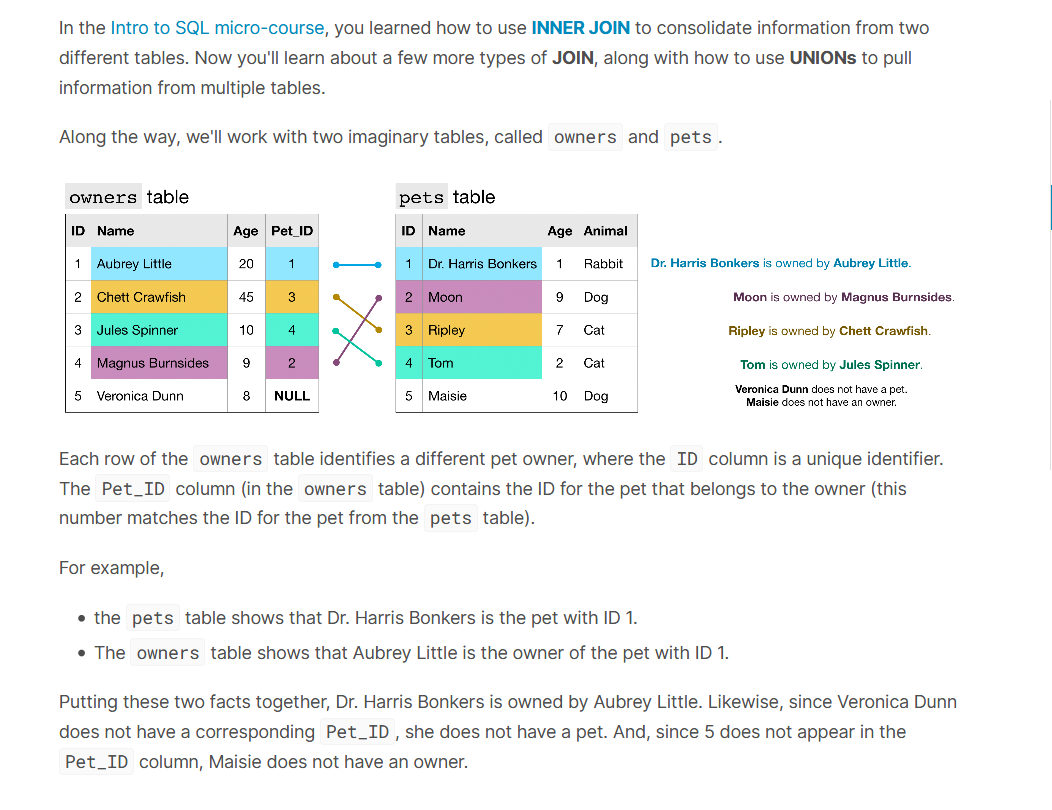 In the Intro to SQL micro-course, you learned how to use INNER JOIN to consolidate information from two
different tables. Now you'll learn about a few more types of JOIN, along with how to use UNIONs to pull
information from multiple tables.
Along the way, we'll work with two imaginary tables, called owners and pets.
owners table
ID Name Age Pet_ID
1 Aubrey Little 20 1
2 Chett Crawfish 45 3
3 Jules Spinner 10 4
4 Magnus Burnsides 9 2
5 Veronica Dunn 8 NULL
pets table
ID Name Age Animal
1 Dr. Harris Bonkers 1 Rabbit
2 Moon 9 Dog
3 Ripley 7 Cat
4 Tom 2 Cat
5 Maisie 10 Dog
Dr. Harris Bonkers is owned by Aubrey Little.
Moon is owned by Magnus Burnsides.
Ripley is owned by Chett Crawfish.
Tom is owned by Jules Spinner.
Veronica Dunn does not have a pet.
Maisie does not have an owner.
Each row of the owners table identifies a different pet owner, where the ID column is a unique identifier.
The Pet_ID column (in the owners table) contains the ID for the pet that belongs to the owner (this
number matches the ID for the pet from the pets table).
For example,
• the pets table shows that Dr. Harris Bonkers is the pet with ID 1.
• The owners table shows that Aubrey Little is the owner of the pet with ID 1.
Putting these two facts together, Dr. Harris Bonkers is owned by Aubrey Little. Likewise, since Veronica Dunn
does not have a corresponding Pet_ID, she does not have a pet. And, since 5 does not appear in the
Pet_ID column, Maisie does not have an owner.